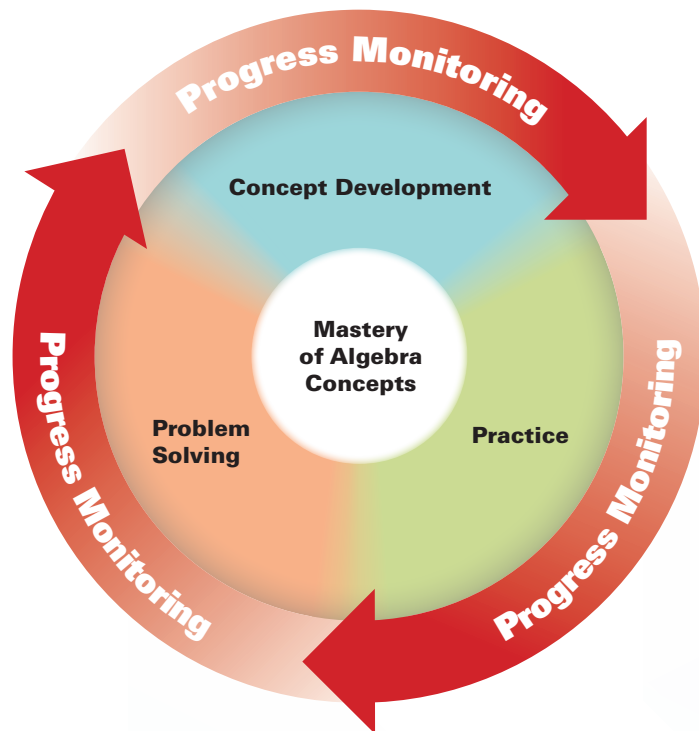 Progress Monitoring
Concept Development
Mastery
of Algebra
Concepts
Problem
Solving
Practice
Progress Monitoring
Progress Monitoring